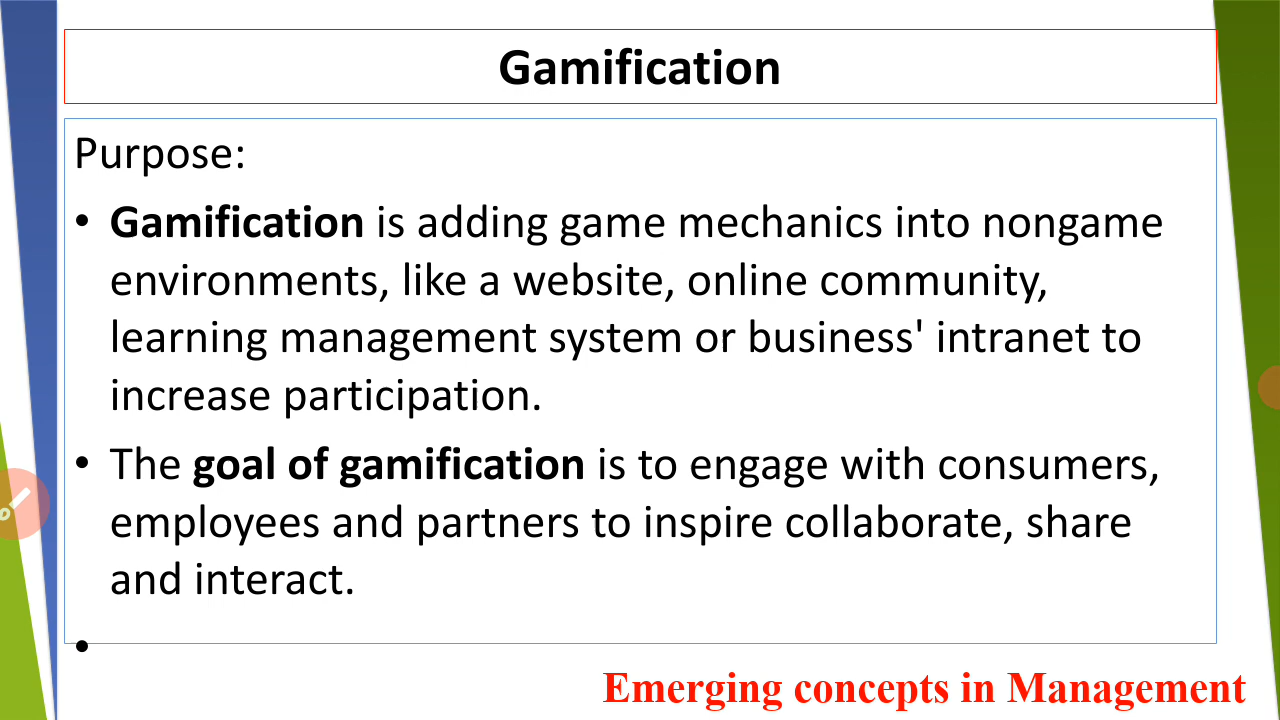 Gamification
Purpose:
• Gamification is adding game mechanics into nongame
environments, like a website, online community,
learning management system or business' intranet to
increase participation.
• The goal of gamification is to engage with consumers,
employees and partners to inspire collaborate, share
and interact.
•
Emerging concepts in Management